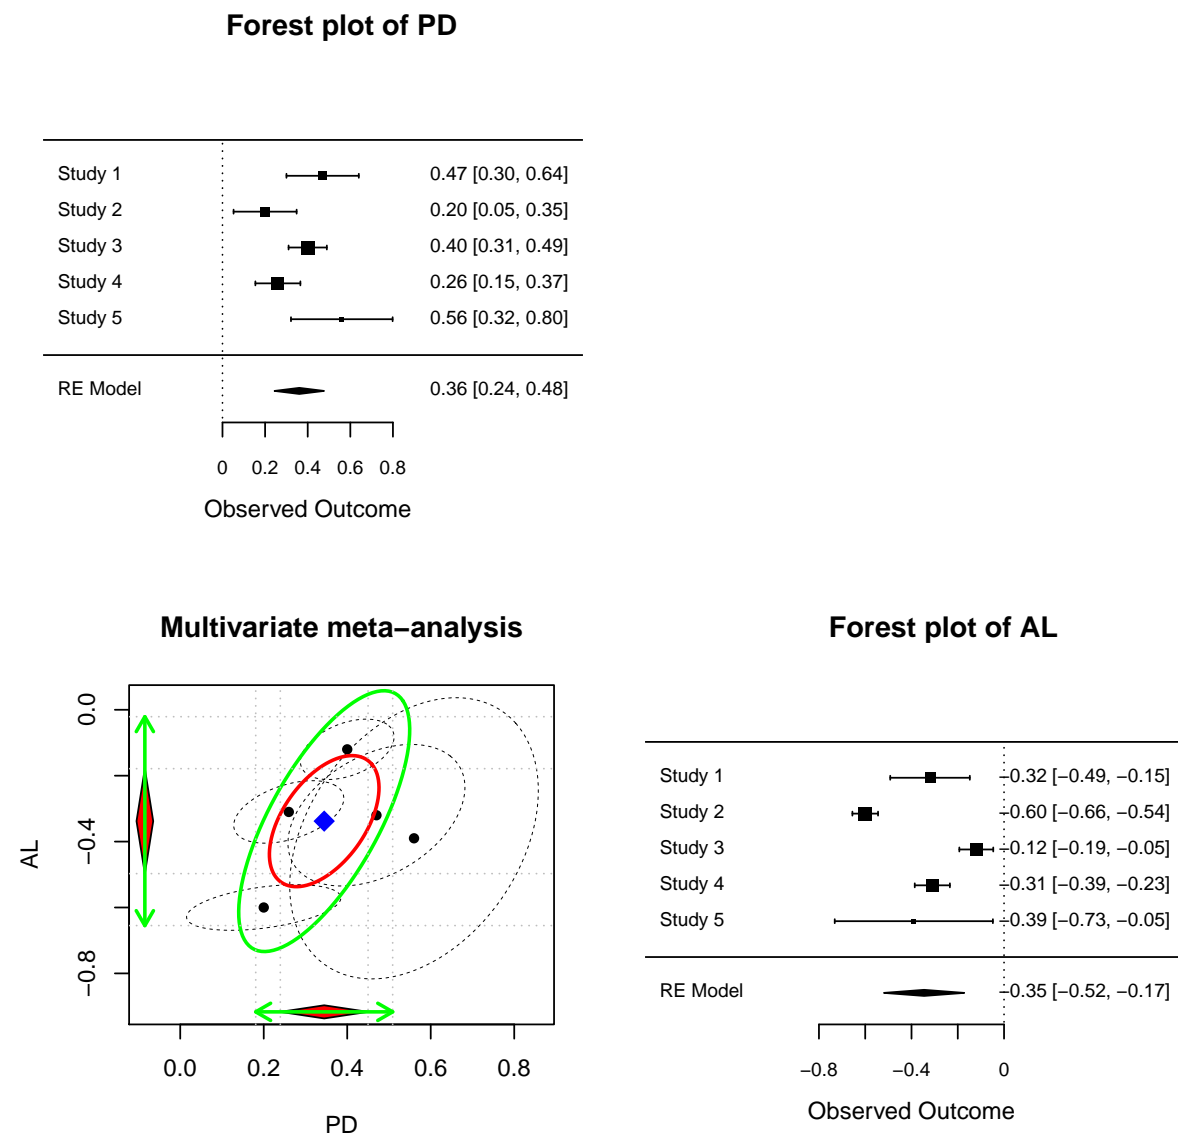 Forest plot of PD
Study 1 0.47 [0.30, 0.64]
Study 2 0.20 [0.05, 0.35]
Study 3 0.40 [0.31, 0.49]
Study 4 0.26 [0.15, 0.37]
Study 5 0.56 [0.32, 0.80]
RE Model 0.36 [0.24, 0.48]
0 0.2 0.4 0.6 0.8
Observed Outcome
Multivariate meta−analysis
0.0
−0.4
−0.8
AL
0.0 0.2 0.4 0.6 0.8
PD
Forest plot of AL
Study 1 −0.32 [−0.49, −0.15]
Study 2 −0.60 [−0.66, −0.54]
Study 3 −0.12 [−0.19, −0.05]
Study 4 −0.31 [−0.39, −0.23]
Study 5 −0.39 [−0.73, −0.05]
RE Model −0.35 [−0.52, −0.17]
−0.8 −0.4 0
Observed Outcome